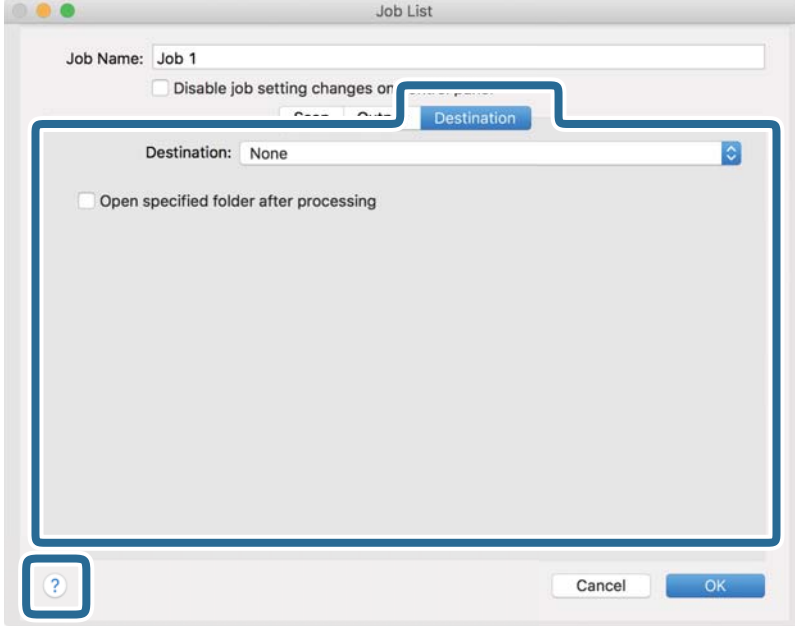 Job List
Job Name: Job 1
Disable job setting changes on
Destination
Destination: None
Open specified folder after processing
?
Cancel OK